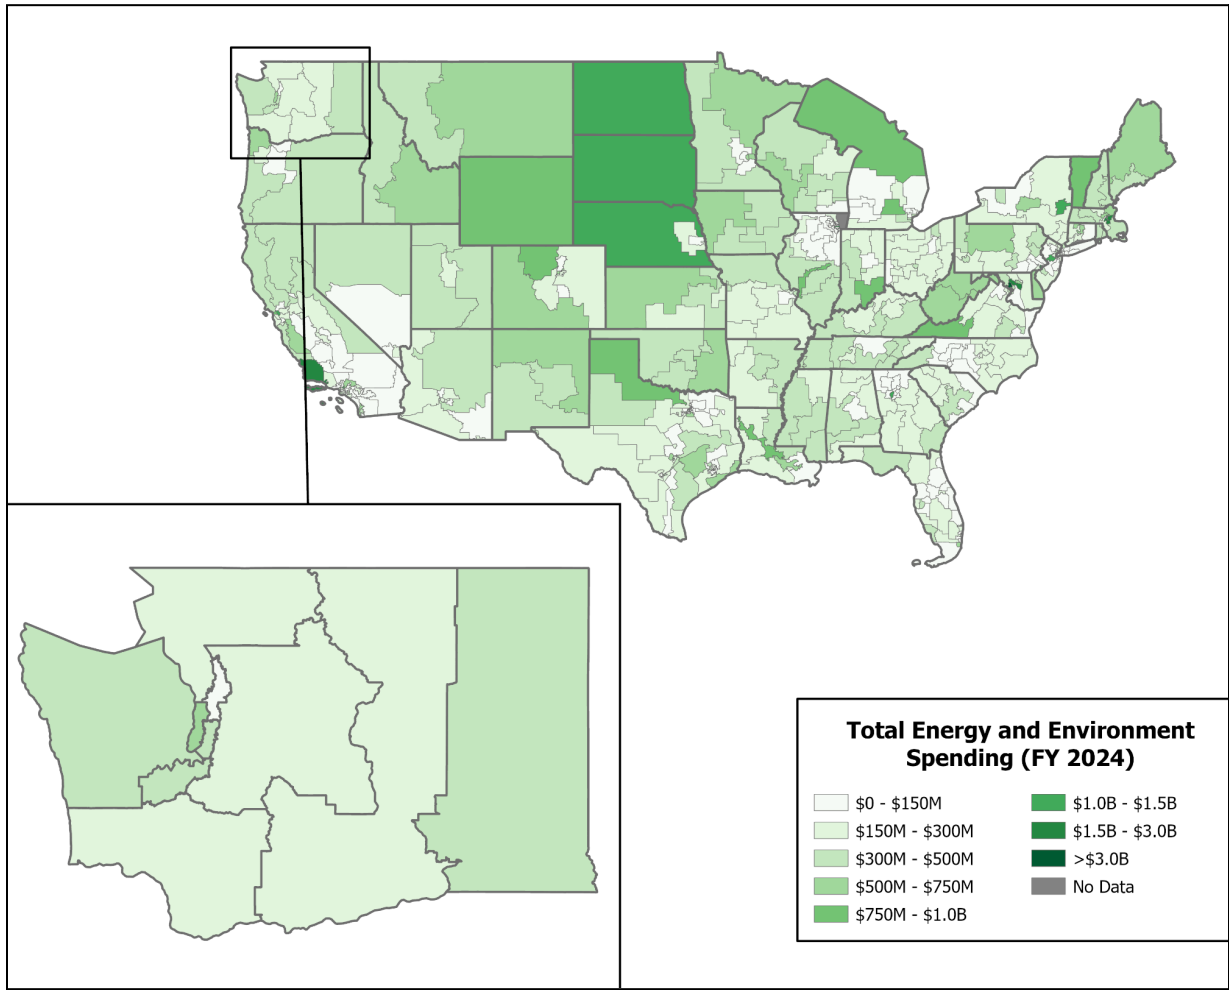 Total Energy and Environment
Spending (FY 2024)
$0 - $150M
$150M - $300M
$300M - $500M
$500M - $750M
$750M - $1.0B
$1.0B - $1.5B
$1.5B - $3.0B
>$3.0B
No Data